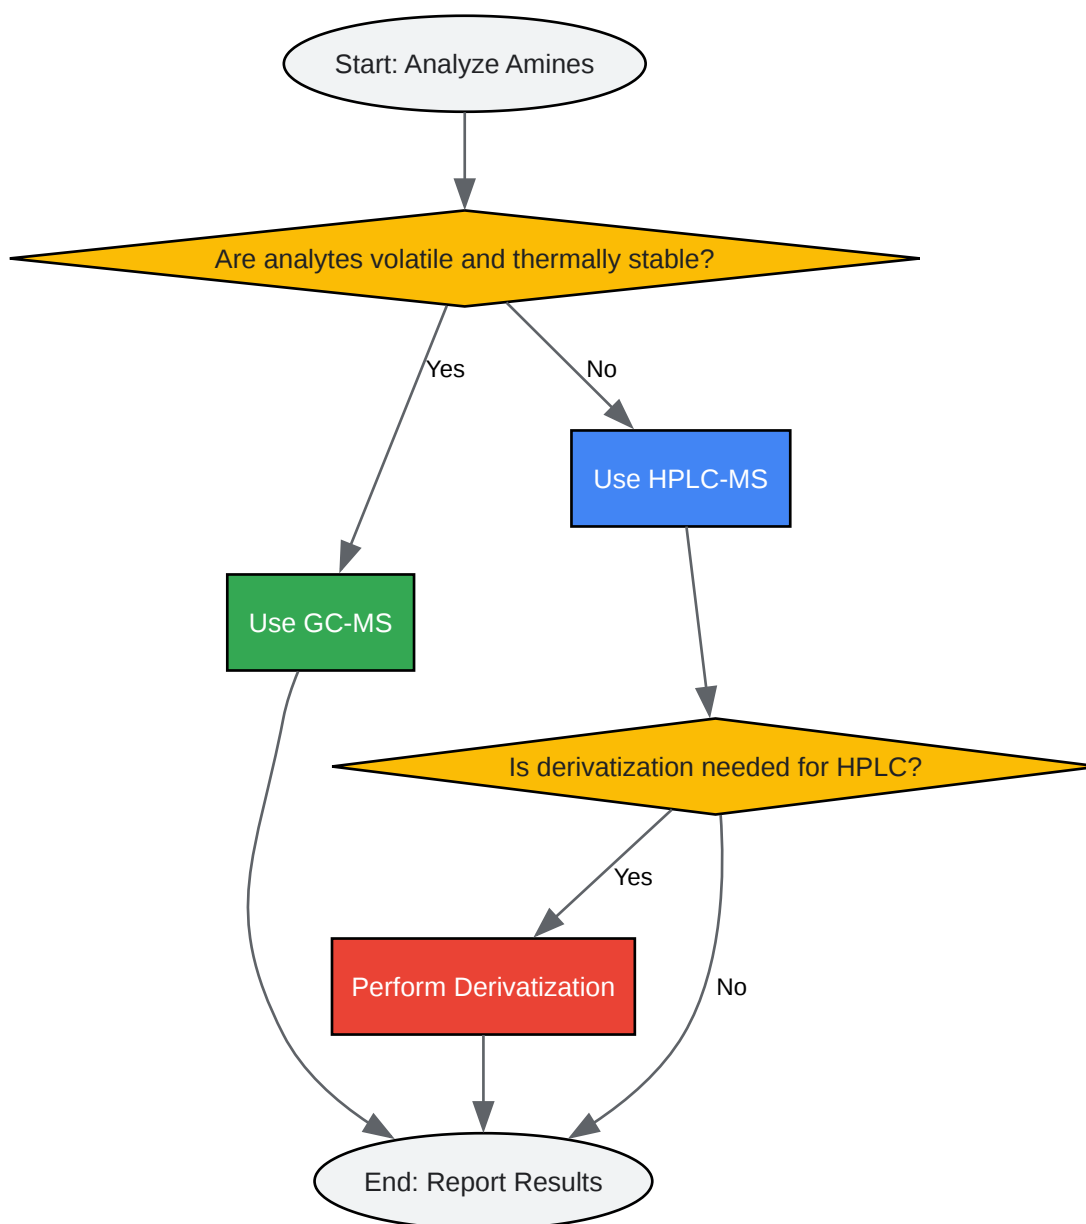 Start: Analyze Amines
Are analytes volatile and thermally stable?
Yes
No
Use HPLC-MS
Use GC-MS
Is derivatization needed for HPLC?
Yes
Perform Derivatization
No
End: Report Results